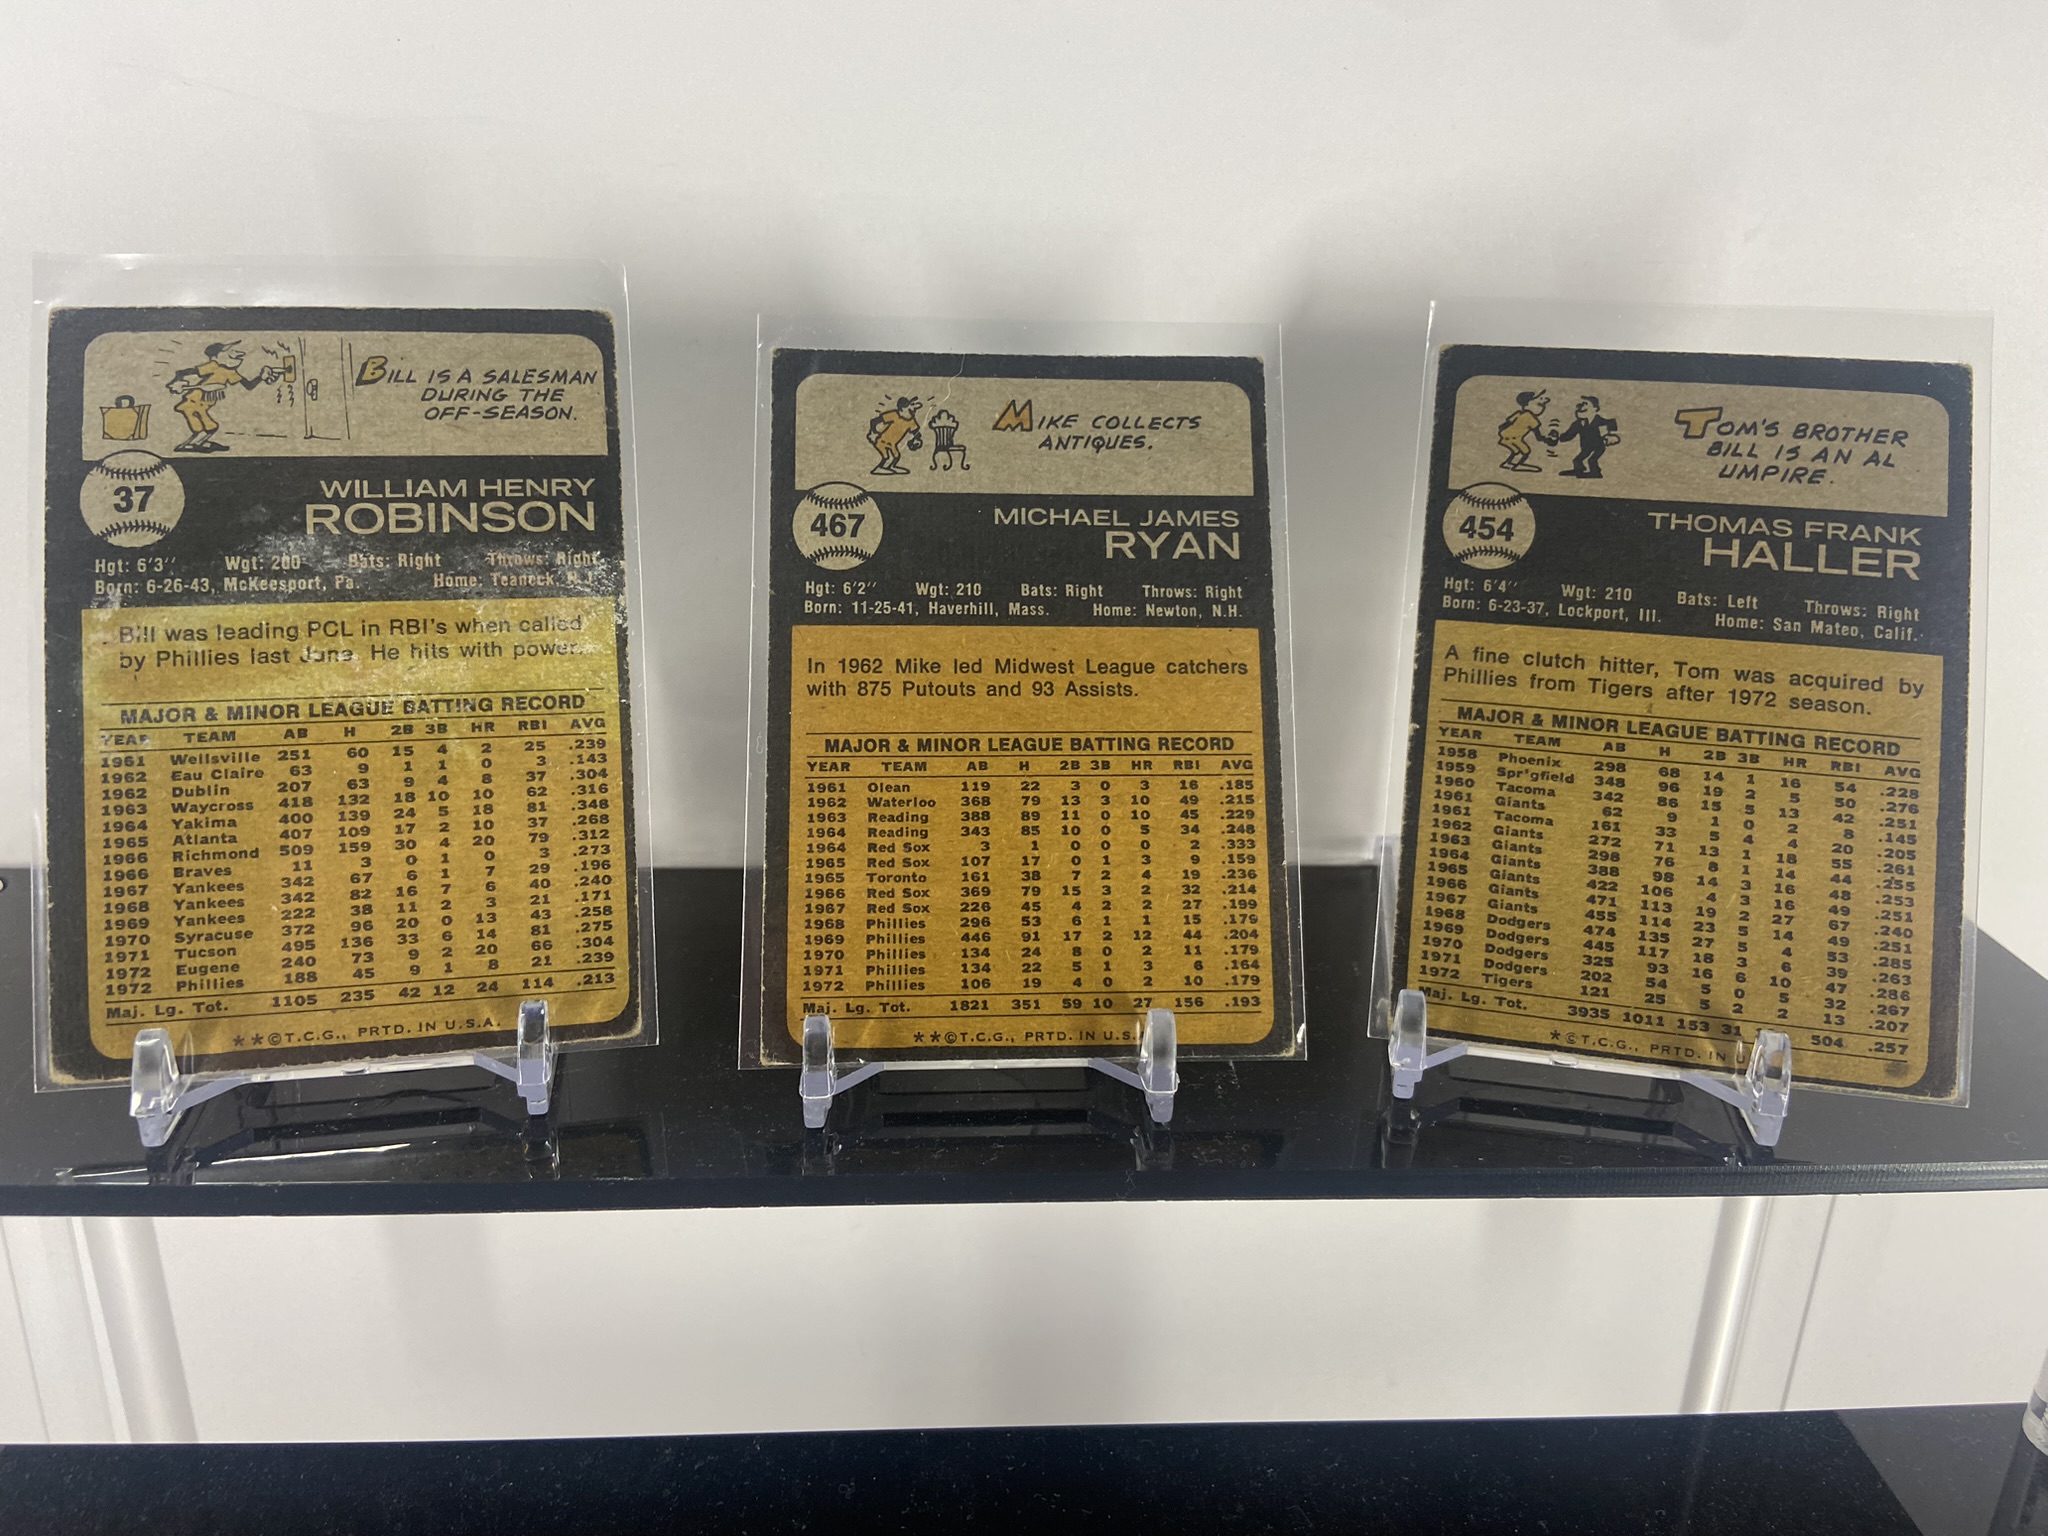 BILL IS A SALESMAN
DURING THE
OFF-SEASON.
37
WILLIAM HENRY
ROBINSON
Hgt: 6'3'' Wgt: 200 Bats: Right Throws: Right
Born: 6-26-43, McKeesport, Pa. Home: Teaneck, N.J.
Bill was leading PCL in RBI's when called
by Phillies last June. He hits with power.
MAJOR & MINOR LEAGUE BATTING RECORD
YEAR TEAM AB H 2B 3B HR RBI AVG
1961 Wellsville 251 60 15 4 2 25 .239
1962 Eau Claire 63 9 1 1 0 3 .143
1962 Dublin 207 63 9 4 8 37 .304
1963 Waycross 418 132 18 10 10 62 .316
1964 Yakima 400 139 24 5 18 81 .348
1965 Atlanta 407 109 17 2 10 37 .268
1966 Richmond 509 159 30 4 20 79 .312
1966 Braves 11 3 0 1 0 3 .273
1967 Yankees 342 67 6 1 7 29 .196
1968 Yankees 342 82 16 7 6 40 .240
1969 Yankees 222 38 11 2 3 21 .171
1970 Syracuse 372 96 20 0 13 43 .258
1971 Tucson 495 136 33 6 14 81 .275
1972 Eugene 240 73 9 2 20 66 .304
1972 Phillies 188 45 9 1 8 21 .239
Maj. Lg. Tot. 1105 235 42 12 24 114 .213
**©T.C.G., PRTD. IN U.S.A.
MIKE COLLECTS
ANTIQUES.
467
MICHAEL JAMES
RYAN
Hgt: 6'2'' Wgt: 210 Bats: Right Throws: Right
Born: 11-25-41, Haverhill, Mass. Home: Newton, N.H.
In 1962 Mike led Midwest League catchers
with 875 Putouts and 93 Assists.
MAJOR & MINOR LEAGUE BATTING RECORD
YEAR TEAM AB H 2B 3B HR RBI AVG
1961 Olean 119 22 3 0 3 16 .185
1962 Waterloo 368 79 13 3 10 49 .215
1963 Reading 388 89 11 0 10 45 .229
1964 Reading 343 85 10 0 5 34 .248
1964 Red Sox 3 1 0 0 0 2 .333
1965 Red Sox 107 17 0 1 3 9 .159
1965 Toronto 161 38 7 2 4 19 .236
1966 Red Sox 369 79 15 3 2 32 .214
1967 Red Sox 226 45 4 2 2 27 .199
1968 Phillies 296 53 6 1 1 15 .179
1969 Phillies 446 91 17 2 12 44 .204
1970 Phillies 134 24 8 0 2 11 .179
1971 Phillies 134 22 5 1 3 6 .164
1972 Phillies 106 19 4 0 2 10 .179
Maj. Lg. Tot. 1821 351 59 10 27 156 .193
**©T.C.G., PRTD. IN U.S.
TOM'S BROTHER
BILL IS AN AL
UMPIRE.
454
THOMAS FRANK
HALLER
Hgt: 6'4'' Wgt: 210 Bats: Left Throws: Right
Born: 6-23-37, Lockport, Ill. Home: San Mateo, Calif.
A fine clutch hitter, Tom was acquired by
Phillies from Tigers after 1972 season.
MAJOR & MINOR LEAGUE BATTING RECORD
YEAR TEAM AB H 2B 3B HR RBI AVG
1958 Phoenix 298 68 14 1 16 54 .228
1959 Spr'gfield 348 96 19 2 5 50 .276
1960 Tacoma 342 86 15 5 13 42 .251
1961 Giants 62 9 1 0 2 8 .145
1961 Tacoma 161 33 5 4 4 20 .205
1962 Giants 272 71 13 1 18 55 .261
1963 Giants 298 76 8 1 14 44 .255
1964 Giants 388 98 14 3 16 48 .253
1965 Giants 422 106 4 3 16 49 .251
1966 Giants 471 113 19 2 27 67 .240
1967 Giants 455 114 23 5 14 49 .251
1968 Dodgers 474 135 27 5 4 53 .285
1969 Dodgers 445 117 18 3 6 39 .263
1970 Dodgers 325 93 16 6 10 47 .286
1971 Dodgers 202 54 5 0 5 32 .267
1972 Tigers 121 25 5 2 2 13 .207
Maj. Lg. Tot. 3935 1011 153 31 504 .257
*©T.C.G., PRTD. IN U